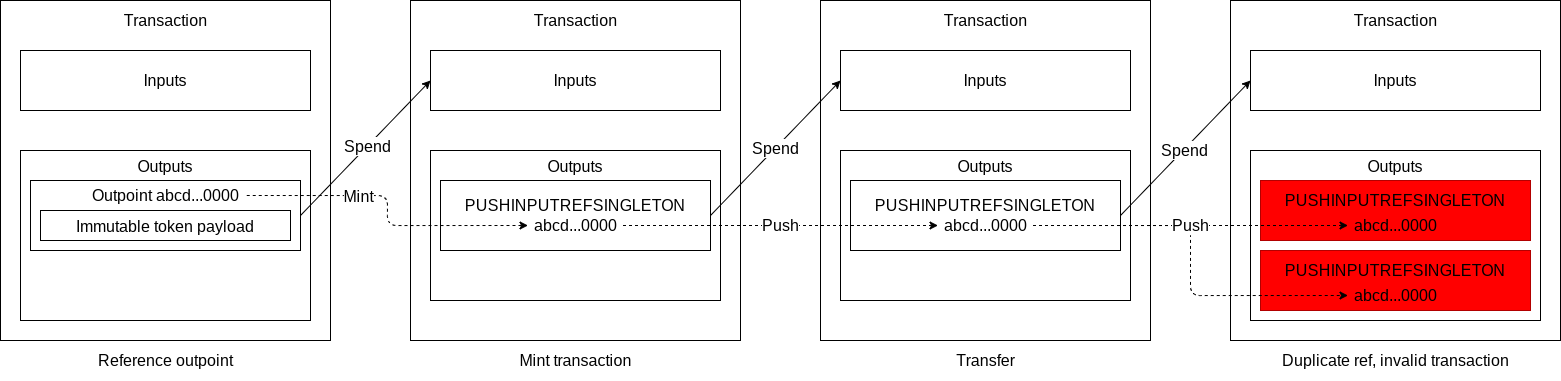 Transaction
Inputs
Outputs
Outpoint abcd...0000
Immutable token payload
Reference outpoint
Spend
Mint
Transaction
Inputs
Outputs
PUSHINPUTREFSINGLETON
abcd...0000
Mint transaction
Spend
Push
Transaction
Inputs
Outputs
PUSHINPUTREFSINGLETON
abcd...0000
Transfer
Spend
Push
Transaction
Inputs
Outputs
PUSHINPUTREFSINGLETON
abcd...0000
PUSHINPUTREFSINGLETON
abcd...0000
Duplicate ref, invalid transaction